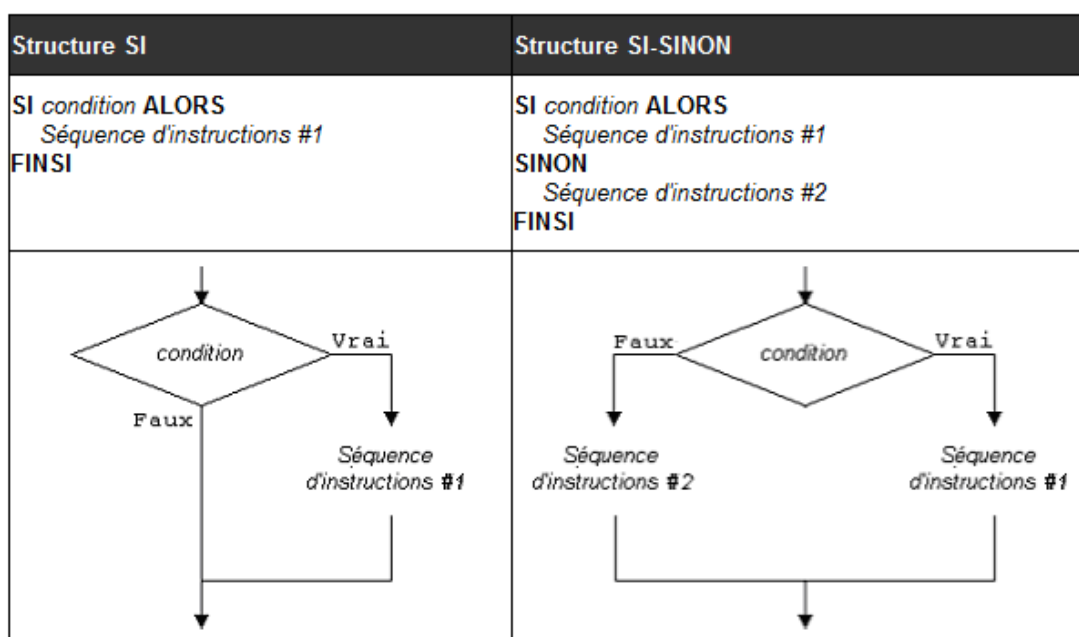 Structure SI
Structure SI-SINON
SI condition ALORS
Séquence d'instructions #1
FINSI
SI condition ALORS
Séquence d'instructions #1
SINON
Séquence d'instructions #2
FINSI
condition
Vrai
Faux
Séquence
d'instructions #1
Faux
condition
Vrai
Séquence
d'instructions #2
Séquence
d'instructions #1